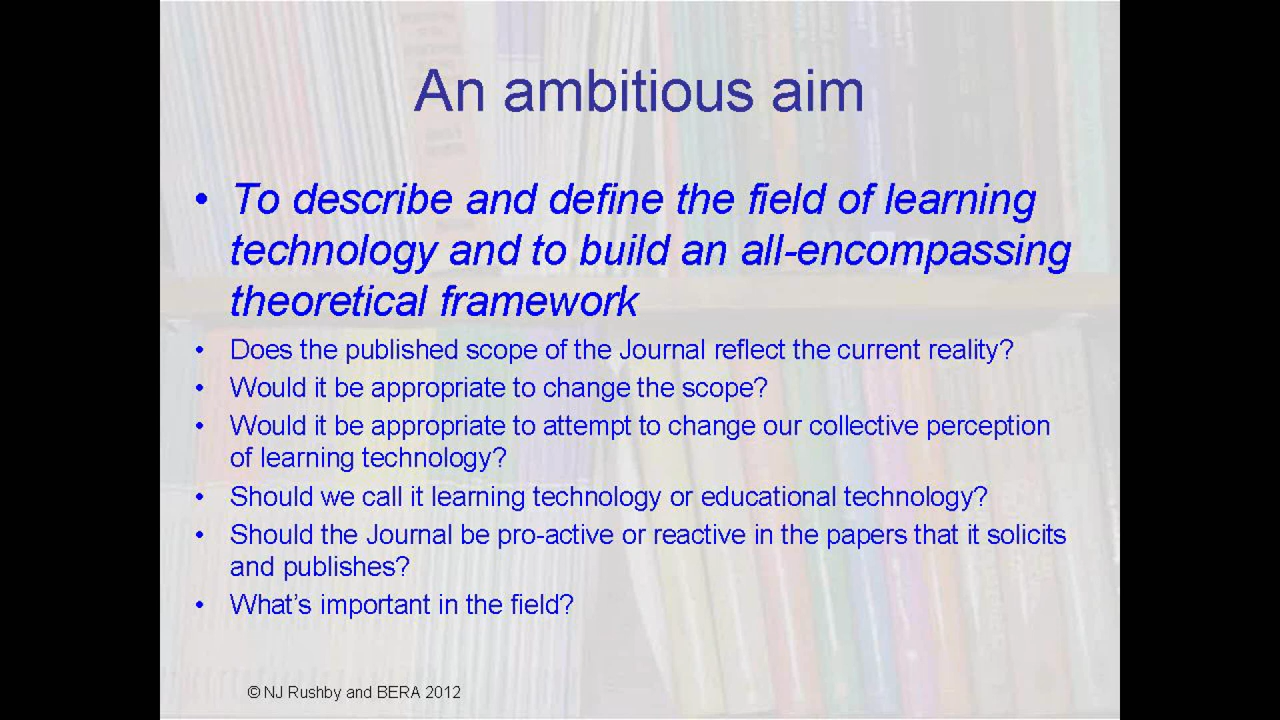 An ambitious aim
• To describe and define the field of learning
technology and to build an all-encompassing
theoretical framework
• Does the published scope of the Journal reflect the current reality?
• Would it be appropriate to change the scope?
• Would it be appropriate to attempt to change our collective perception
of learning technology?
• Should we call it learning technology or educational technology?
• Should the Journal be pro-active or reactive in the papers that it solicits
and publishes?
• What’s important in the field?
© NJ Rushby and BERA 2012